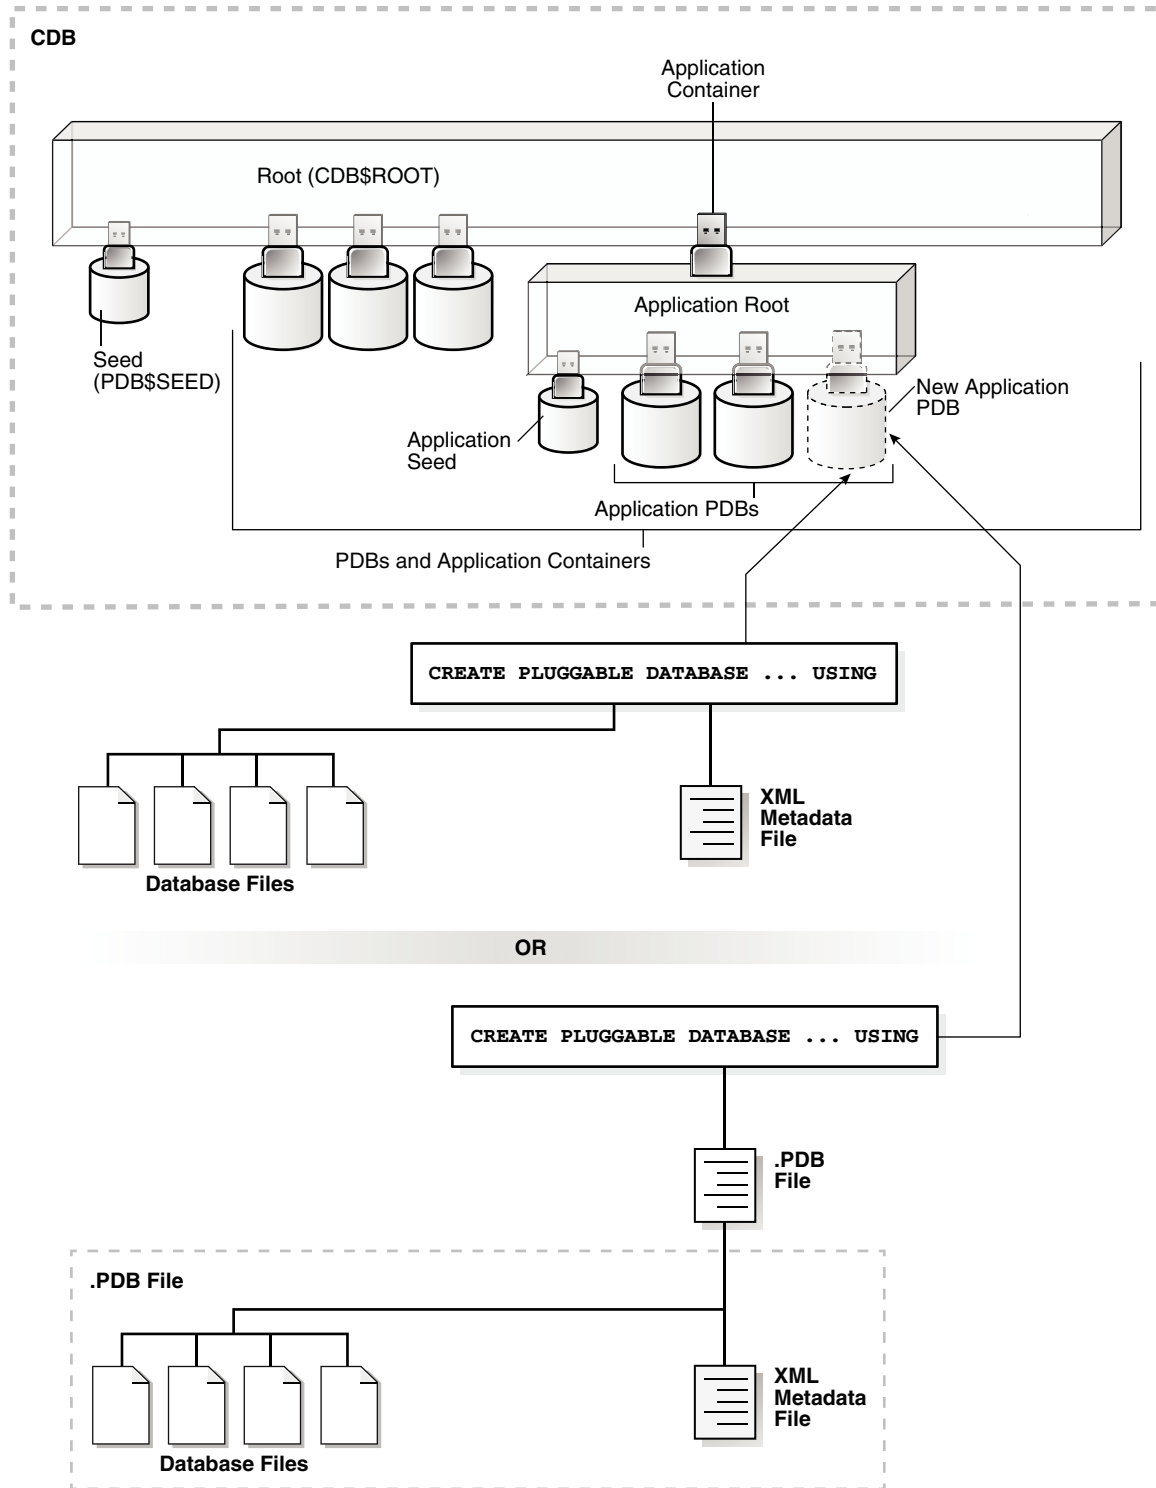 CDB
Application
Container
Root (CDB$ROOT)
Application Root
Seed
(PDB$SEED)
New Application
PDB
Application
Seed
Application PDBs
PDBs and Application Containers
CREATE PLUGGABLE DATABASE ... USING
XML
Metadata
File
Database Files
OR
CREATE PLUGGABLE DATABASE ... USING
.PDB
File
.PDB File
XML
Metadata
File
Database Files